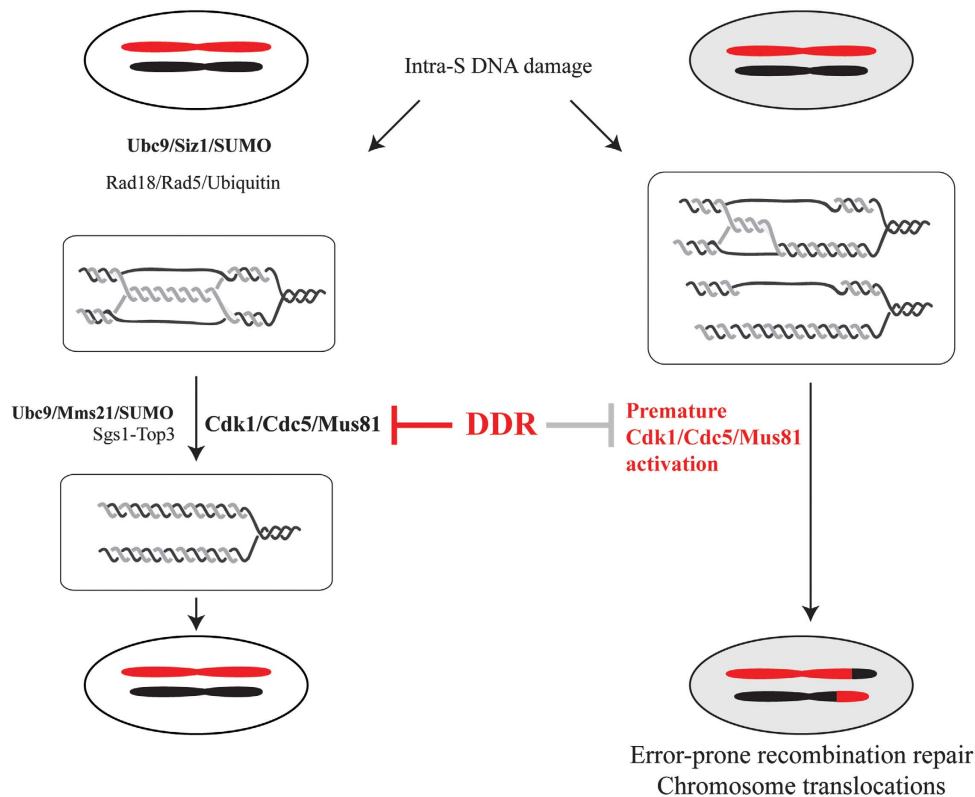 Intra-S DNA damage
Ubc9/Siz1/SUMO
Rad18/Rad5/Ubiquitin
Ubc9/Mms21/SUMO
Sgs1-Top3
Cdk1/Cdc5/Mus81
DDR
Premature
Cdk1/Cdc5/Mus81
activation
Error-prone recombination repair
Chromosome translocations